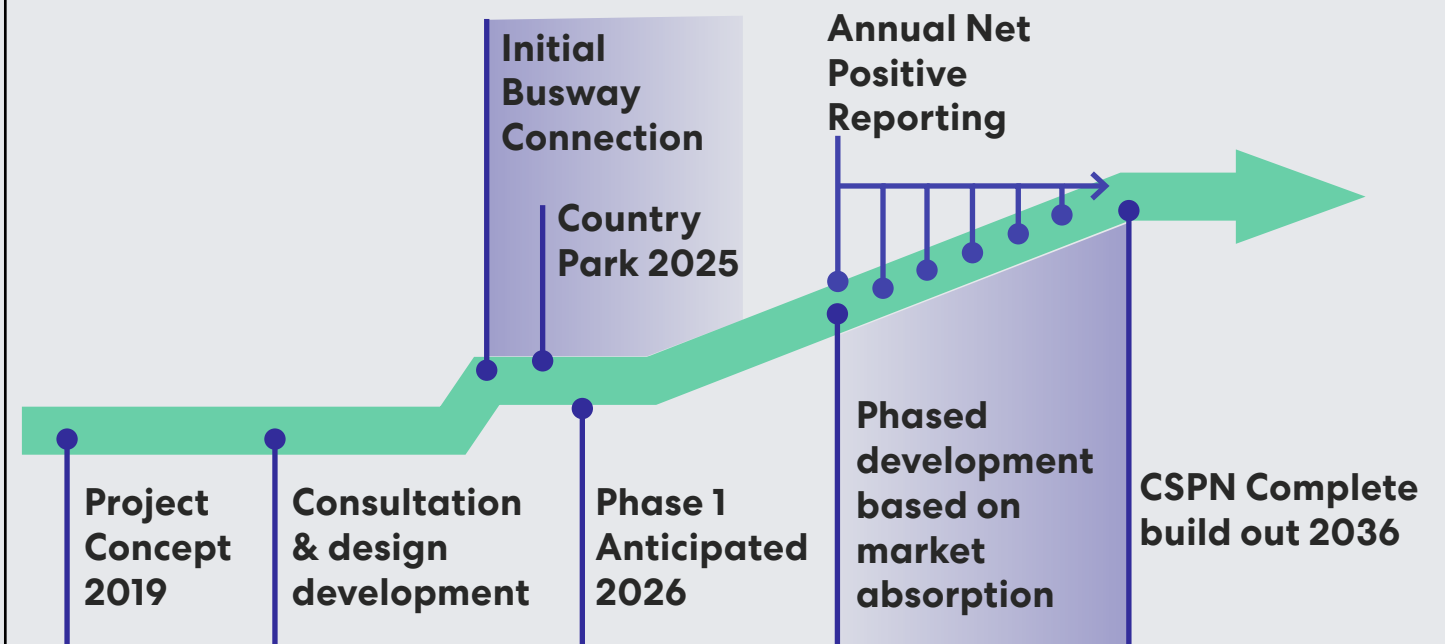 Initial
Busway
Connection
Country
Park 2025
Annual Net
Positive
Reporting
Project
Concept
2019
Consultation
& design
development
Phase 1
Anticipated
2026
Phased
development
based on
market
absorption
CSPN Complete
build out 2036